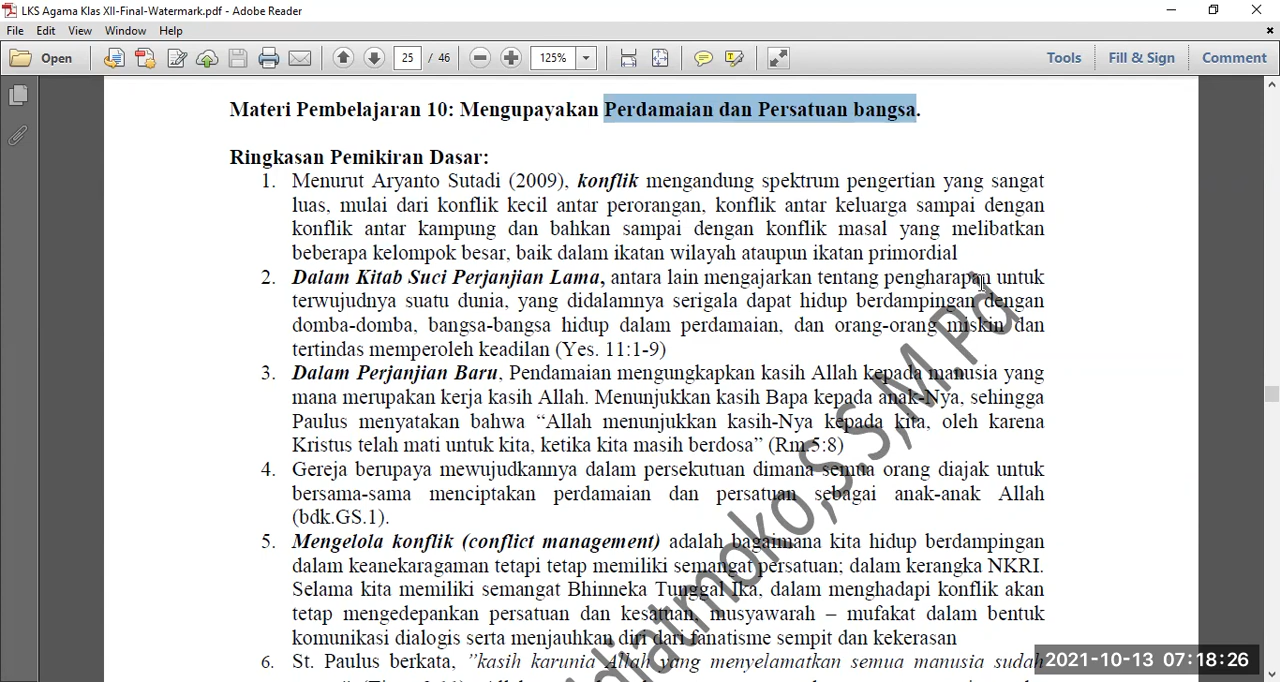 LKS Agama Klas XII-Final-Watermark.pdf - Adobe Reader
File Edit View Window Help
Open 25 / 46 125% Tools Fill & Sign Comment
Materi Pembelajaran 10: Mengupayakan Perdamaian dan Persatuan bangsa.
Ringkasan Pemikiran Dasar:
1. Menurut Aryanto Sutadi (2009), konflik mengandung spektrum pengertian yang sangat
luas, mulai dari konflik kecil antar perorangan, konflik antar keluarga sampai dengan
konflik antar kampung dan bahkan sampai dengan konflik masal yang melibatkan
beberapa kelompok besar, baik dalam ikatan wilayah ataupun ikatan primordial
2. Dalam Kitab Suci Perjanjian Lama, antara lain mengajarkan tentang pengharapan untuk
terwujudnya suatu dunia, yang didalamnya serigala dapat hidup berdampingan dengan
domba-domba, bangsa-bangsa hidup dalam perdamaian, dan orang-orang miskin dan
tertindas memperoleh keadilan (Yes. 11:1-9)
3. Dalam Perjanjian Baru, Pendamaian mengungkapkan kasih Allah kepada manusia yang
mana merupakan kerja kasih Allah. Menunjukkan kasih Bapa kepada anak-Nya, sehingga
Paulus menyatakan bahwa “Allah menunjukkan kasih-Nya kepada kita, oleh karena
Kristus telah mati untuk kita, ketika kita masih berdosa” (Rm.5:8)
4. Gereja berupaya mewujudkannya dalam persekutuan dimana semua orang diajak untuk
bersama-sama menciptakan perdamaian dan persatuan sebagai anak-anak Allah
(bdk.GS.1).
5. Mengelola konflik (conflict management) adalah bagaimana kita hidup berdampingan
dalam keanekaragaman tetapi tetap memiliki semangat persatuan; dalam kerangka NKRI.
Selama kita memiliki semangat Bhinneka Tunggal Ika, dalam menghadapi konflik akan
tetap mengedepankan persatuan dan kesatuan, musyawarah – mufakat dalam bentuk
komunikasi dialogis serta menjauhkan diri dari fanatisme sempit dan kekerasan
6. St. Paulus berkata, ”kasih karunia Allah yang menyelamatkan semua manusia sudah
diatmoko,S.S,M.Pd
2021-10-13 07:18:26